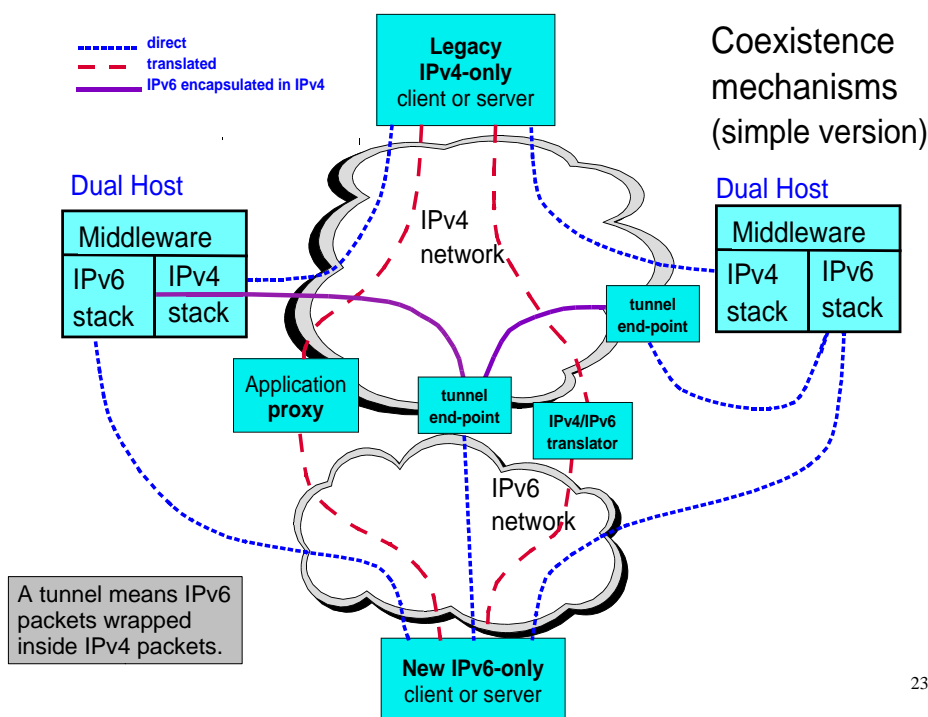 direct
translated
IPv6 encapsulated in IPv4
Legacy
IPv4-only
client or server
Coexistence
mechanisms
(simple version)
Dual Host
Middleware
IPv6
stack
IPv4
stack
IPv4
network
Dual Host
Middleware
IPv4
stack
IPv6
stack
tunnel
end-point
Application
proxy
tunnel
end-point
IPv4/IPv6
translator
IPv6
network
A tunnel means IPv6
packets wrapped
inside IPv4 packets.
New IPv6-only
client or server
23